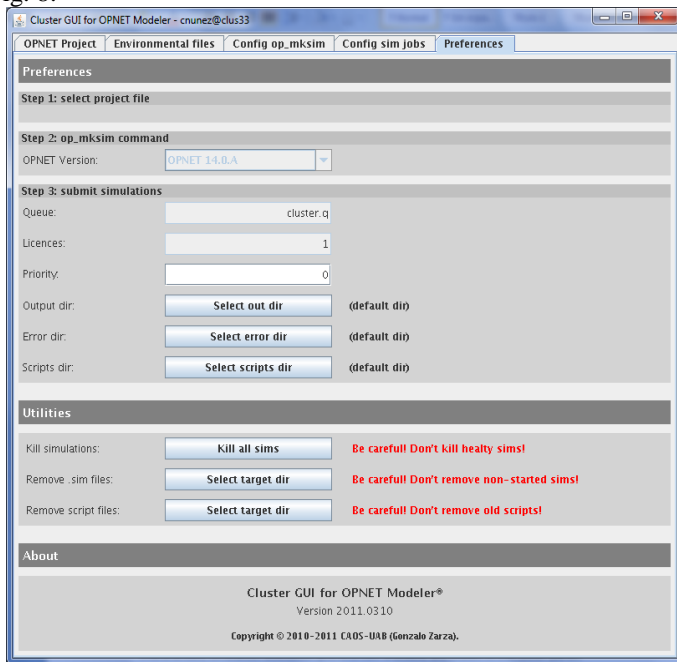 Cluster GUI for OPNET Modeler - cnunez@clus33
OPNET Project Environmental files Config op_mksim Config sim jobs Preferences
Preferences
Step 1: select project file
Step 2: op_mksim command
OPNET Version: OPNET 14.0.A
Step 3: submit simulations
Queue: cluster.q
Licences: 1
Priority: 0
Output dir: Select out dir (default dir)
Error dir: Select error dir (default dir)
Scripts dir: Select scripts dir (default dir)
Utilities
Kill simulations: Kill all sims Be careful! Don't kill healty sims!
Remove .sim files: Select target dir Be careful! Don't remove non-started sims!
Remove script files: Select target dir Be careful! Don't remove old scripts!
About
Cluster GUI for OPNET Modeler®
Version 2011.0310
Copyright © 2010-2011 CAOS-UAB (Gonzalo Zarza).